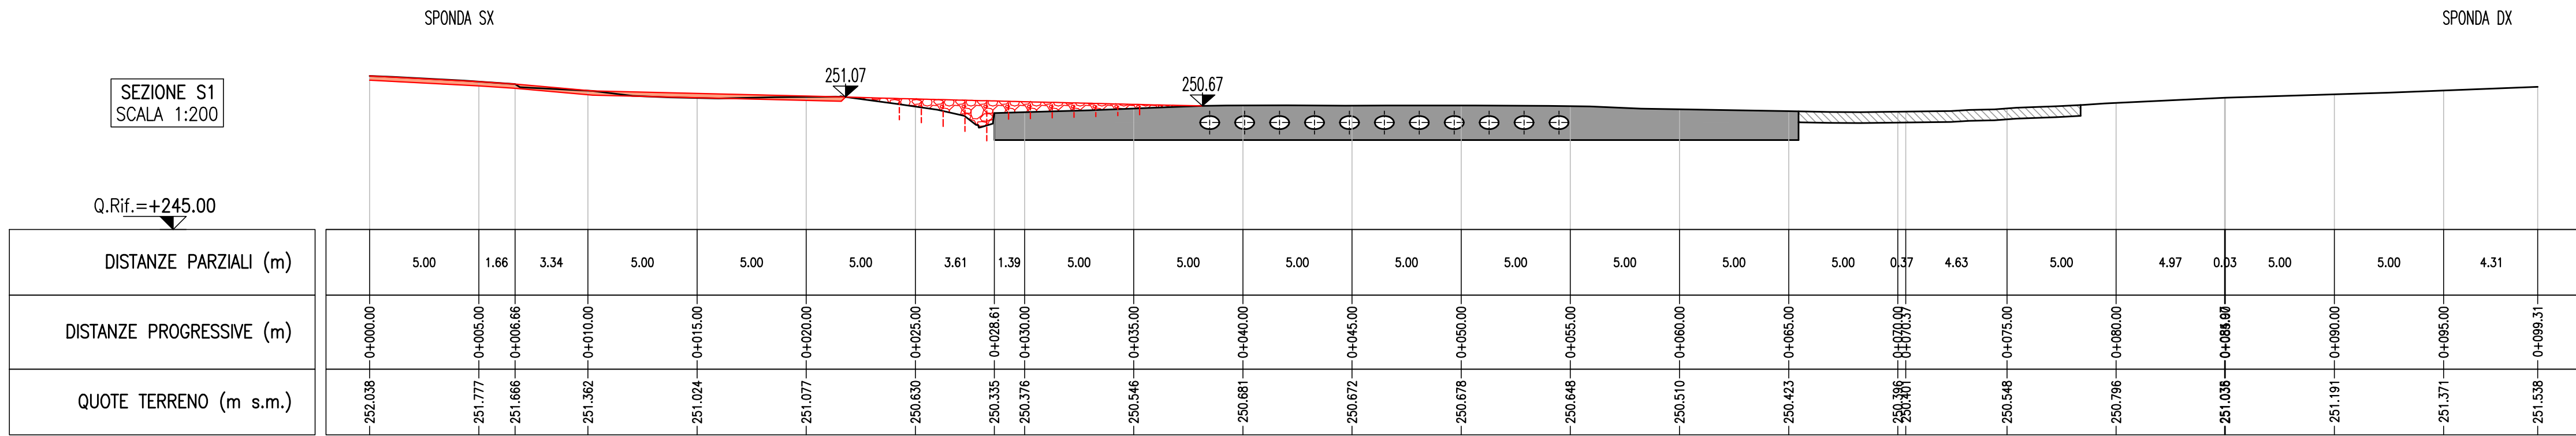 SPONDA SX
SPONDA DX
251.07
250.67
SEZIONE S1
SCALA 1:200
Q.Rif.=+245.00
DISTANZE PARZIALI (m)
5.00 1.66 3.34 5.00 5.00 5.00 3.61 1.39 5.00 5.00 5.00 5.00 5.00 5.00 5.00 5.00 0.37 4.63 5.00 4.97 0.03 5.00 5.00 4.31
DISTANZE PROGRESSIVE (m)
0+000.00 0+005.00 0+006.66 0+010.00 0+015.00 0+020.00 0+025.00 0+028.61 0+030.00 0+035.00 0+040.00 0+045.00 0+050.00 0+055.00 0+060.00 0+065.00 0+070.00 0+070.37 0+075.00 0+080.00 0+090.00 0+095.00 0+099.31
QUOTE TERRENO (m s.m.)
252.038 251.777 251.666 251.362 251.024 251.077 250.630 250.335 250.376 250.546 250.681 250.672 250.678 250.648 250.510 250.423 250.396 250.401 250.548 250.796 251.191 251.371 251.538